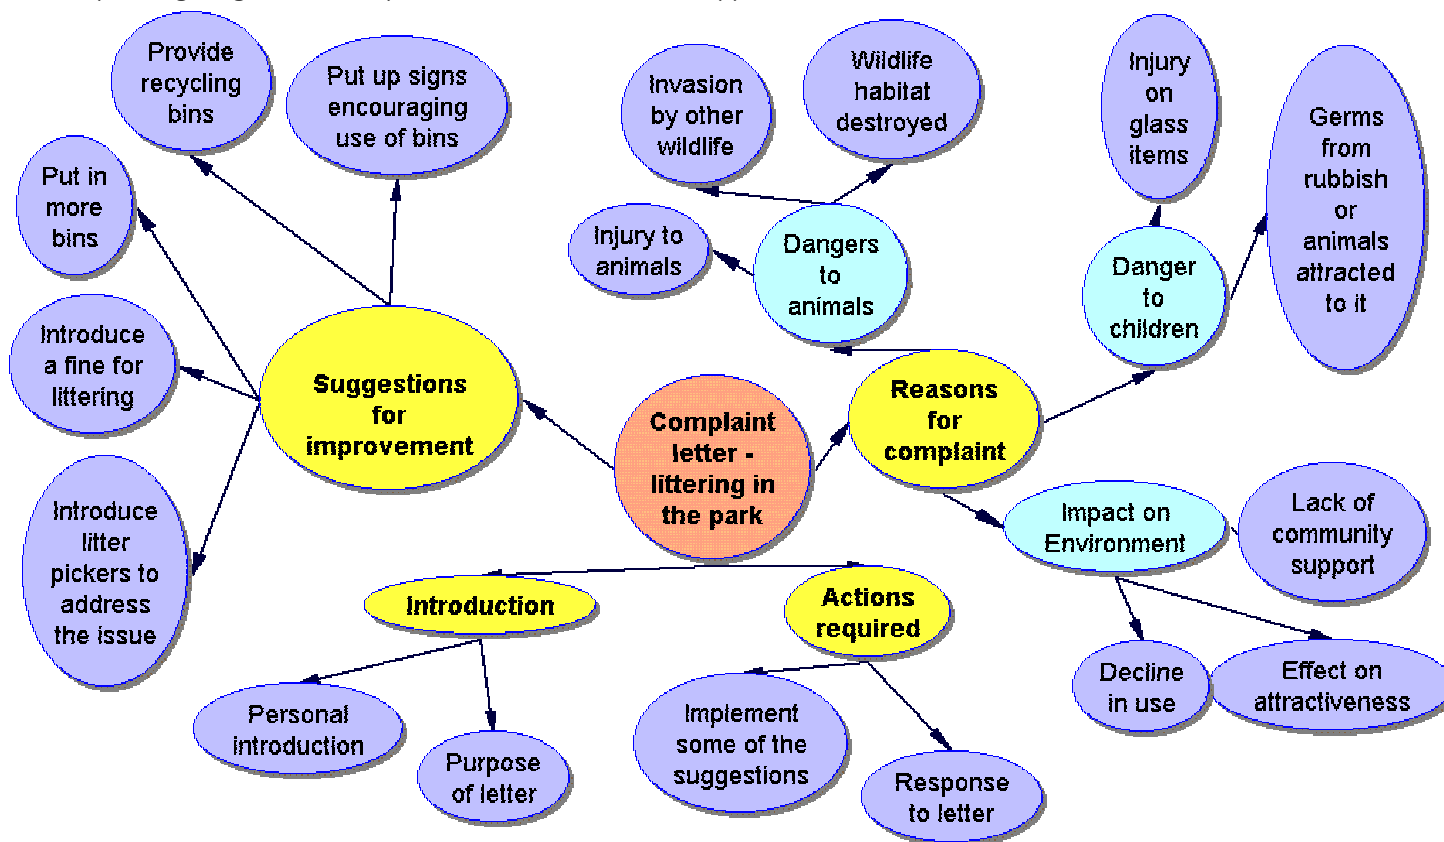 Provide
recycling
bins
Put up signs
encouraging
use of bins
Put in
more
bins
Introduce
a fine for
littering
Introduce
litter
pickers to
address
the issue
Suggestions
for
improvement
Invasion
by other
wildlife
Wildlife
habitat
destroyed
Injury to
animals
Dangers
to
animals
Injury
on
glass
items
Germs
from
rubbish
or
animals
attracted
to it
Danger
to
children
Complaint
letter -
littering in
the park
Reasons
for
complaint
Impact on
Environment
Lack of
community
support
Decline
in use
Effect on
attractiveness
Introduction
Personal
introduction
Purpose
of letter
Actions
required
Implement
some of the
suggestions
Response
to letter